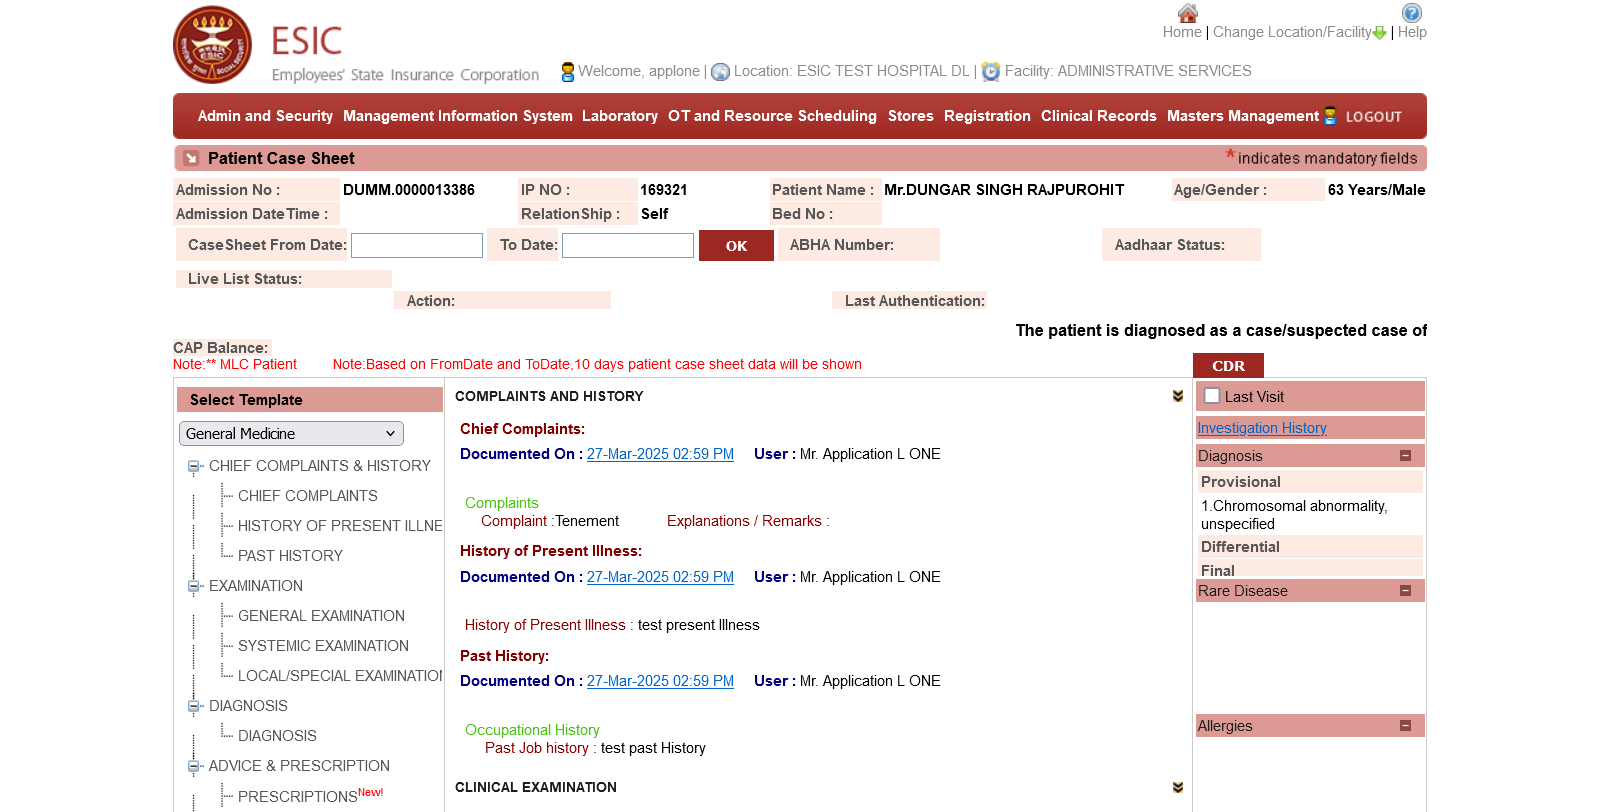 ESIC
Employees' State Insurance Corporation
Home | Change Location/Facility | Help
Welcome, applone | Location: ESIC TEST HOSPITAL DL | Facility: ADMINISTRATIVE SERVICES
Admin and Security Management Information System Laboratory OT and Resource Scheduling Stores Registration Clinical Records Masters Management LOGOUT
Patient Case Sheet * indicates mandatory fields
Admission No : DUMM.0000013386 IP NO : 169321 Patient Name : Mr.DUNGAR SINGH RAJPUROHIT Age/Gender : 63 Years/Male
Admission DateTime : RelationShip : Self Bed No :
CaseSheet From Date: To Date: OK ABHA Number: Aadhaar Status:
Live List Status:
Action: Last Authentication:
The patient is diagnosed as a case/suspected case of
CAP Balance:
Note:** MLC Patient Note:Based on FromDate and ToDate,10 days patient case sheet data will be shown
CDR
Select Template
General Medicine
CHIEF COMPLAINTS & HISTORY
CHIEF COMPLAINTS
HISTORY OF PRESENT ILLNE
PAST HISTORY
EXAMINATION
GENERAL EXAMINATION
SYSTEMIC EXAMINATION
LOCAL/SPECIAL EXAMINATION
DIAGNOSIS
DIAGNOSIS
ADVICE & PRESCRIPTION
PRESCRIPTIONS New!
COMPLAINTS AND HISTORY
Chief Complaints:
Documented On : 27-Mar-2025 02:59 PM User : Mr. Application L ONE
Complaints
Complaint :Tenement Explanations / Remarks :
History of Present Illness:
Documented On : 27-Mar-2025 02:59 PM User : Mr. Application L ONE
History of Present Illness : test present Illness
Past History:
Documented On : 27-Mar-2025 02:59 PM User : Mr. Application L ONE
Occupational History
Past Job history : test past History
CLINICAL EXAMINATION
Last Visit
Investigation History
Diagnosis
Provisional
1.Chromosomal abnormality,
unspecified
Differential
Final
Rare Disease
Allergies